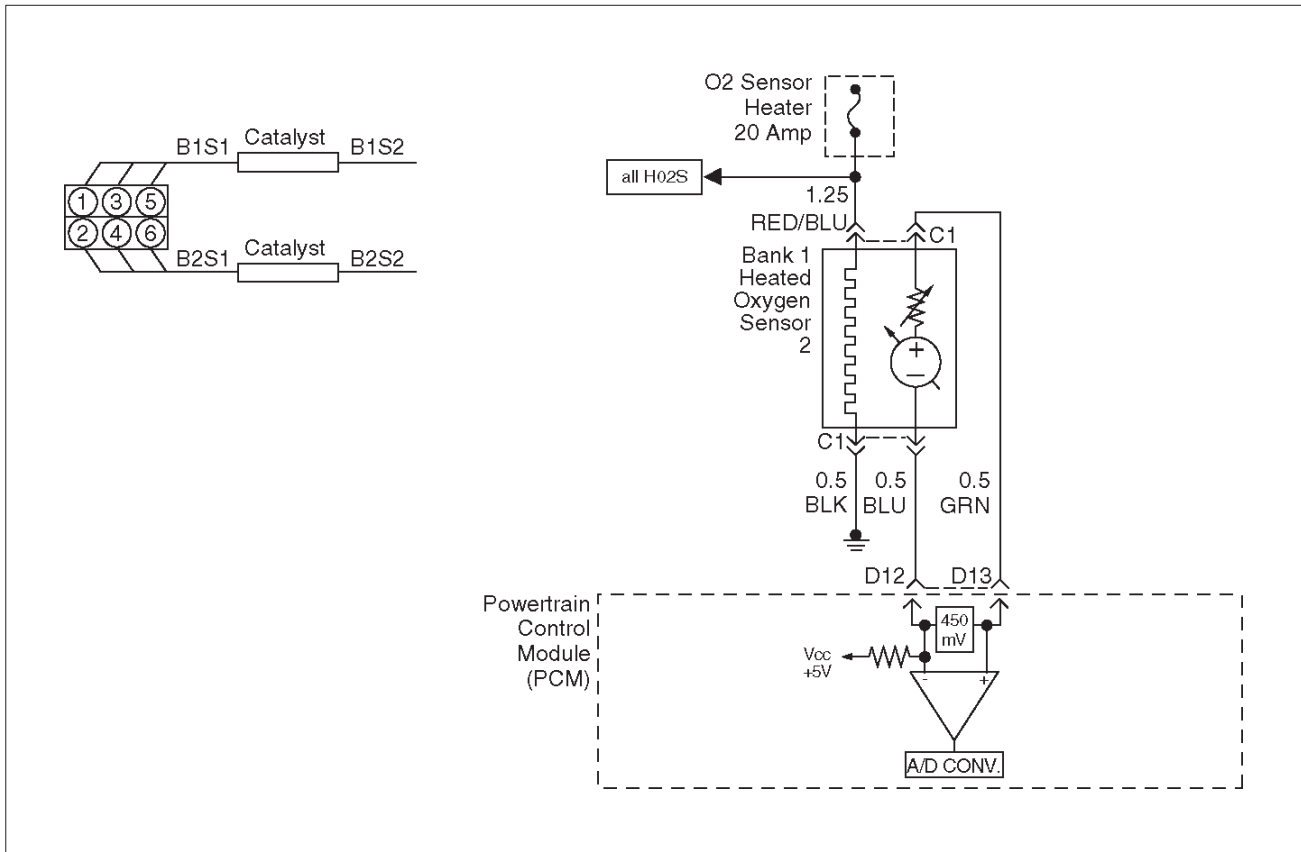 B1S1
Catalyst
B1S2
1 3 5
2 4 6
B2S1
Catalyst
B2S2
O2 Sensor
Heater
20 Amp
all H02S
1.25
RED/BLU
C1
Bank 1
Heated
Oxygen
Sensor
2
+
—
C1
0.5
BLK
0.5
BLU
0.5
GRN
D12
D13
Powertrain
Control
Module
(PCM)
450
mV
Vcc
+5V
- +
A/D CONV.